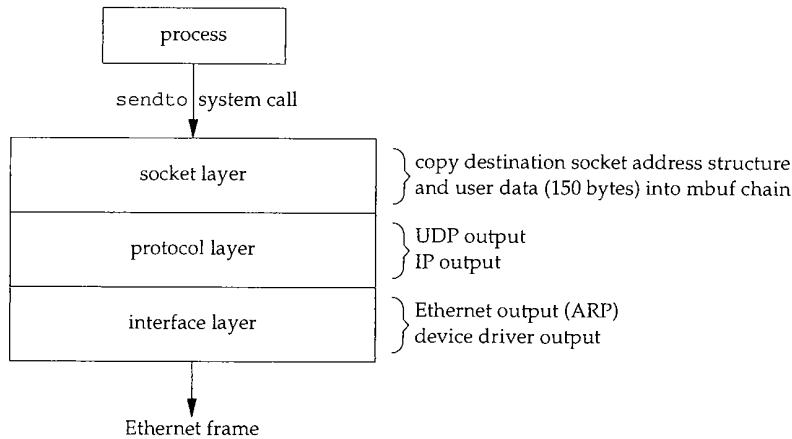 process
sendto system call
socket layer
copy destination socket address structure
and user data (150 bytes) into mbuf chain
protocol layer
UDP output
IP output
interface layer
Ethernet output (ARP)
device driver output
Ethernet frame